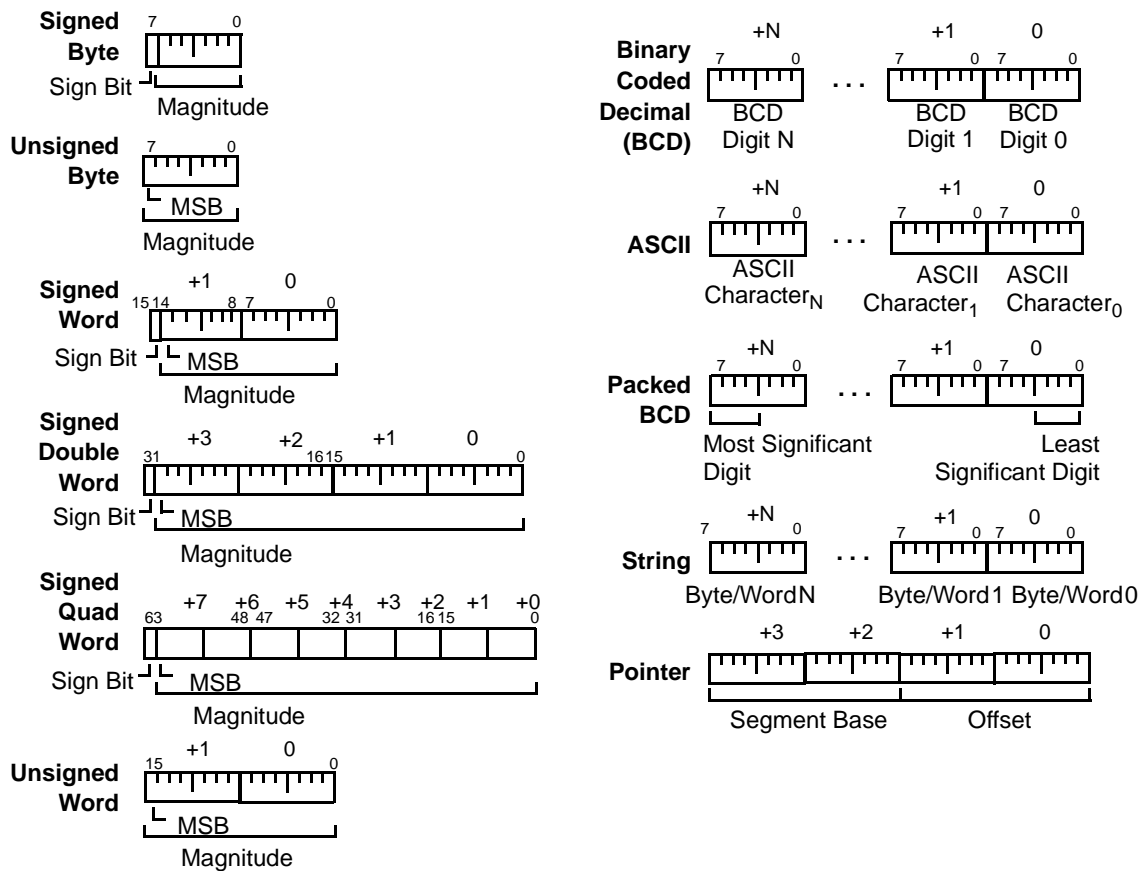 Signed
Byte
7 0
Sign Bit
Magnitude
Unsigned
Byte
7 0
MSB
Magnitude
Signed
Word
+1 0
15 14 8 7 0
Sign Bit
MSB
Magnitude
Signed
Double
Word
+3 +2 +1 0
31 16 15 0
Sign Bit
MSB
Magnitude
Signed
Quad
Word
+7 +6 +5 +4 +3 +2 +1 +0
63 48 47 32 31 16 15 0
Sign Bit
MSB
Magnitude
Unsigned
Word
+1 0
15 0
MSB
Magnitude
Binary
Coded
Decimal
(BCD)
+N +1 0
7 0 ... 7 0 7 0
BCD BCD BCD
Digit N Digit 1 Digit 0
ASCII
+N +1 0
7 0 ... 7 0 7 0
ASCII ASCII ASCII
CharacterN Character1 Character0
Packed
BCD
+N +1 0
7 0 ... 7 0 7 0
Most Significant
Digit
Least
Significant Digit
String
+N +1 0
7 0 ... 7 0 7 0
Byte/WordN Byte/Word1 Byte/Word0
Pointer
+3 +2 +1 0
Segment Base Offset